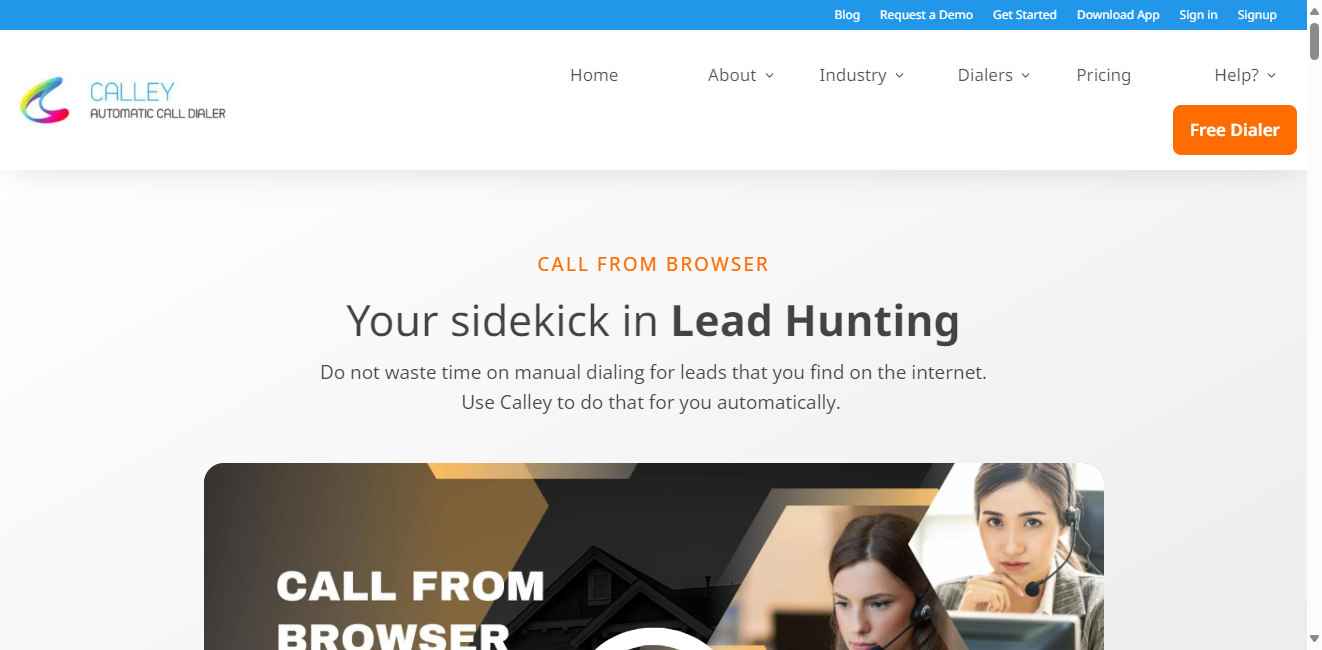 Blog Request a Demo Get Started Download App Sign in Signup
CALLEY
AUTOMATIC CALL DIALER
Home About Industry Dialers Pricing Help?
Free Dialer
CALL FROM BROWSER
Your sidekick in Lead Hunting
Do not waste time on manual dialing for leads that you find on the internet.
Use Calley to do that for you automatically.
CALL FROM
BROWSER